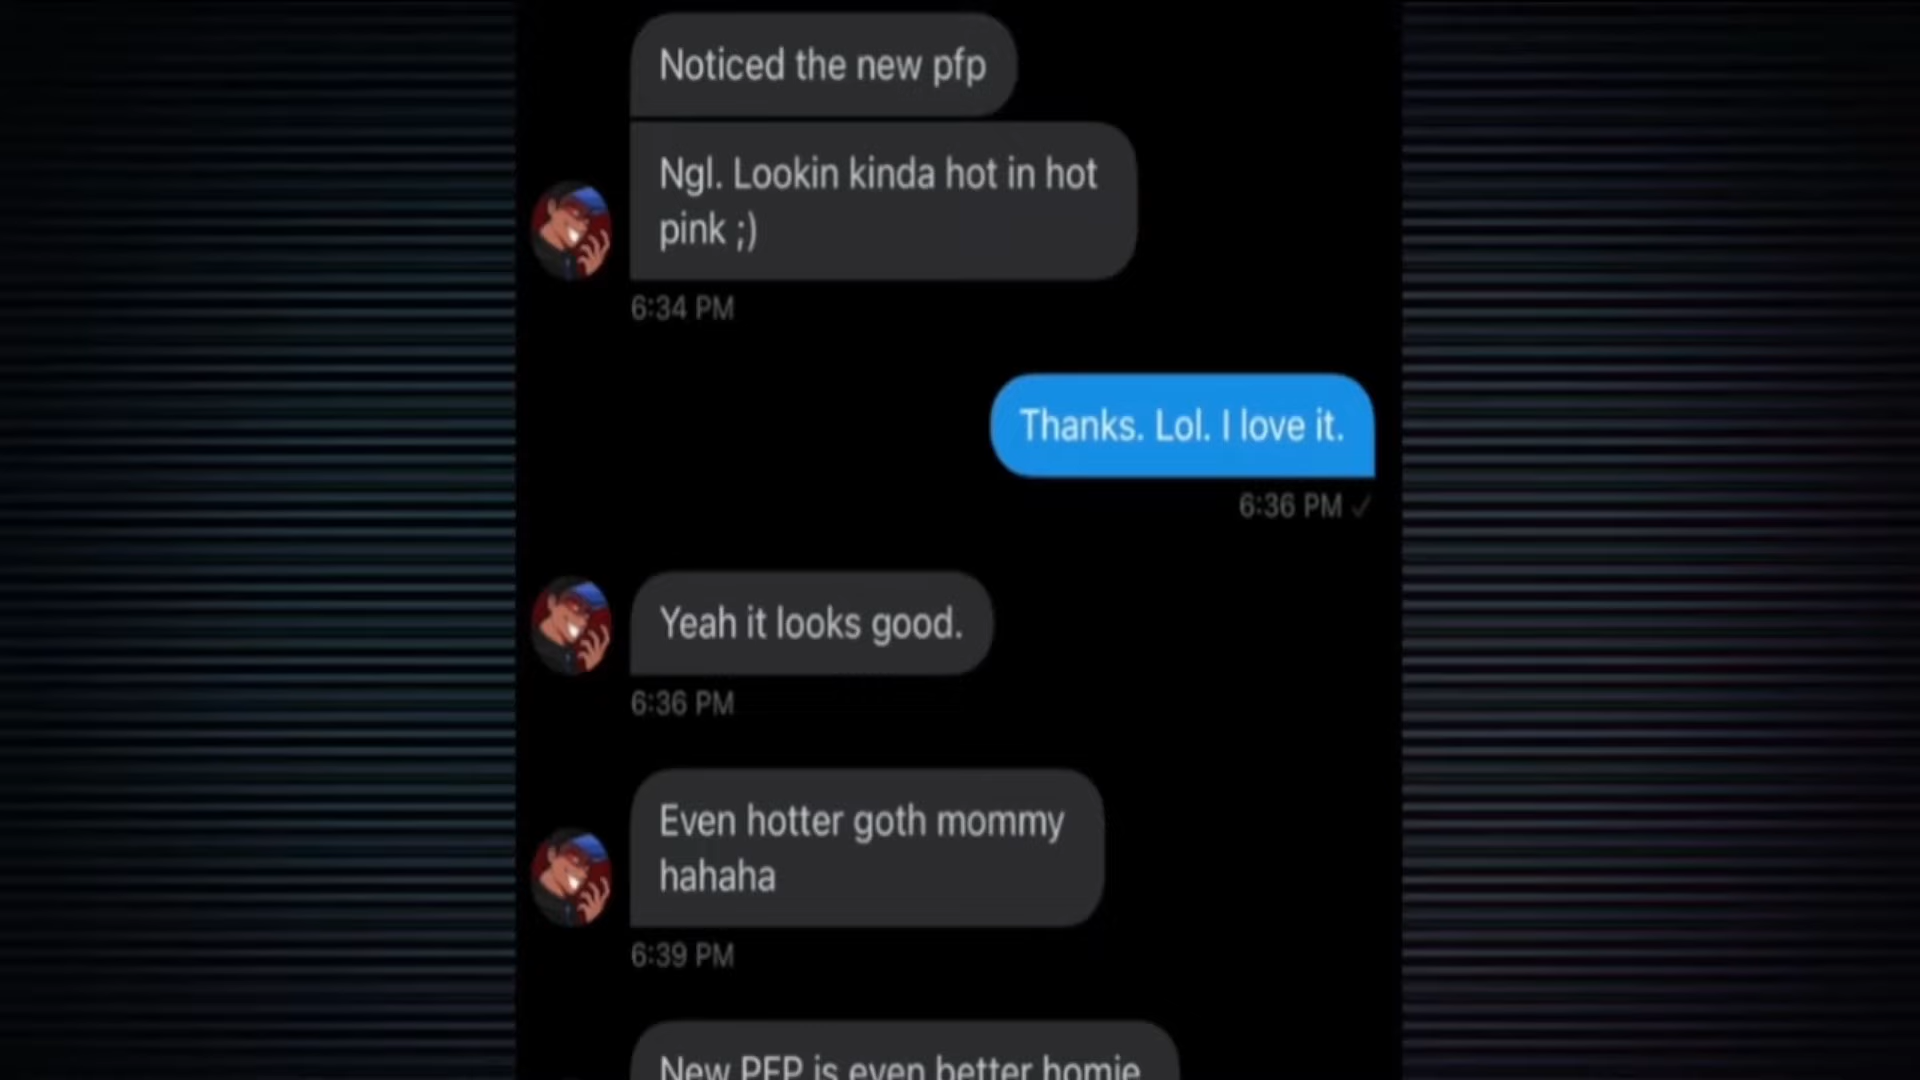 Noticed the new pfp
Ngl. Lookin kinda hot in hot
pink ;)
6:34 PM
Thanks. Lol. I love it.
6:36 PM ✓
Yeah it looks good.
6:36 PM
Even hotter goth mommy
hahaha
6:39 PM
New PFP is even better homie